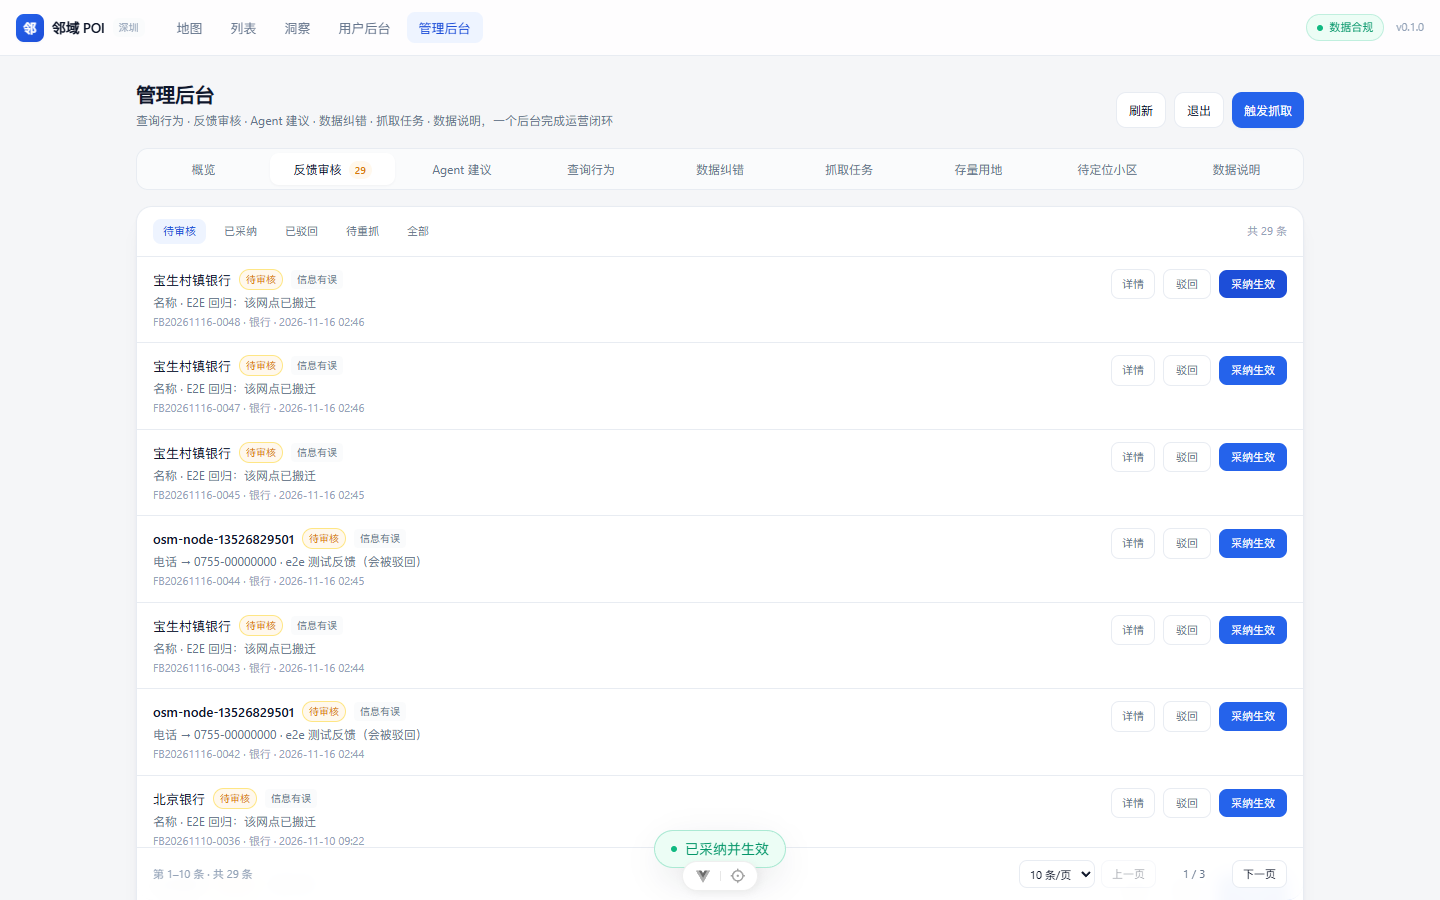 邻 邻域 POI 深圳 地图 列表 洞察 用户后台 管理后台 数据合规 v0.1.0
管理后台
查询行为 · 反馈审核 · Agent 建议 · 数据纠错 · 抓取任务 · 数据说明，一个后台完成运营闭环
刷新 退出 触发抓取
概览 反馈审核 29 Agent 建议 查询行为 数据纠错 抓取任务 存量用地 待定位小区 数据说明
待审核 已采纳 已驳回 待重抓 全部 共 29 条
宝生村镇银行 待审核 信息有误 详情 驳回 采纳生效
名称 · E2E 回归：该网点已搬迁
FB20261116-0048 · 银行 · 2026-11-16 02:46
宝生村镇银行 待审核 信息有误 详情 驳回 采纳生效
名称 · E2E 回归：该网点已搬迁
FB20261116-0047 · 银行 · 2026-11-16 02:46
宝生村镇银行 待审核 信息有误 详情 驳回 采纳生效
名称 · E2E 回归：该网点已搬迁
FB20261116-0045 · 银行 · 2026-11-16 02:45
osm-node-13526829501 待审核 信息有误 详情 驳回 采纳生效
电话 → 0755-00000000 · e2e 测试反馈（会被驳回）
FB20261116-0044 · 银行 · 2026-11-16 02:45
宝生村镇银行 待审核 信息有误 详情 驳回 采纳生效
名称 · E2E 回归：该网点已搬迁
FB20261116-0043 · 银行 · 2026-11-16 02:44
osm-node-13526829501 待审核 信息有误 详情 驳回 采纳生效
电话 → 0755-00000000 · e2e 测试反馈（会被驳回）
FB20261116-0042 · 银行 · 2026-11-16 02:44
北京银行 待审核 信息有误 详情 驳回 采纳生效
名称 · E2E 回归：该网点已搬迁
FB20261110-0036 · 银行 · 2026-11-10 09:22
已采纳并生效
第 1–10 条 · 共 29 条 10 条/页 上一页 1 / 3 下一页